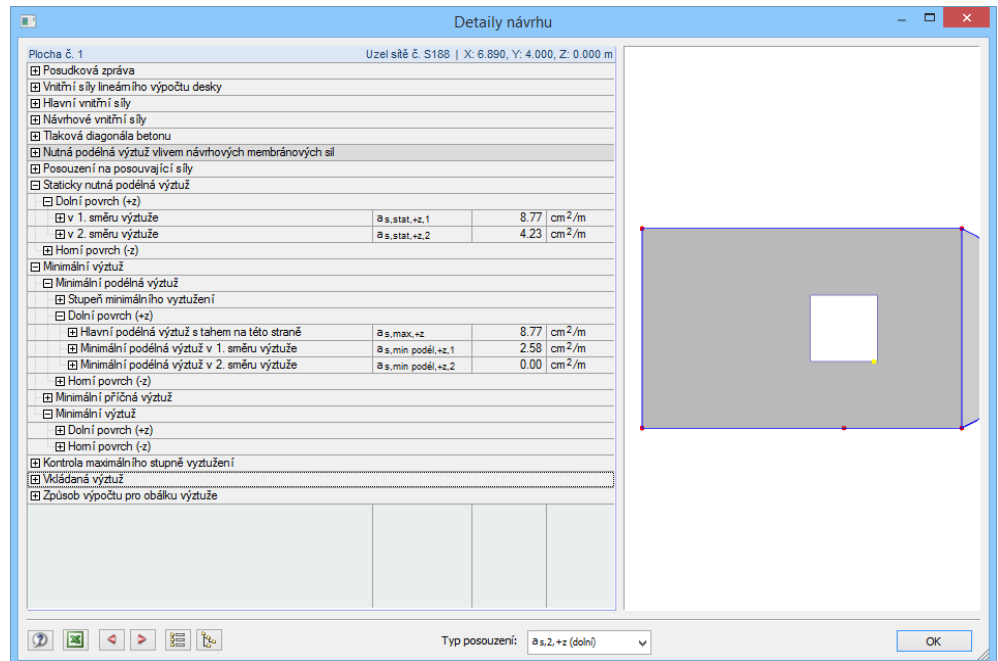 Detaily návrhu
Plocha č. 1 Uzel sítě č. S188 | X: 6.890, Y: 4.000, Z: 0.000 m
Posudková zpráva
Vnitřní síly lineárního výpočtu desky
Hlavní vnitřní síly
Návrhové vnitřní síly
Tlaková diagonála betonu
Nutná podélná výztuž vlivem návrhových membránových sil
Posouzení na posouvající síly
Staticky nutná podélná výztuž
Dolní povrch (+z)
v 1. směru výztuže a s,stat,+z,1 8.77 cm²/m
v 2. směru výztuže a s,stat,+z,2 4.23 cm²/m
Horní povrch (-z)
Minimální výztuž
Minimální podélná výztuž
Stupeň minimálního vyztužení
Dolní povrch (+z)
Hlavní podélná výztuž s tahem na této straně a s,max,+z 8.77 cm²/m
Minimální podélná výztuž v 1. směru výztuže a s,min podél,+z,1 2.58 cm²/m
Minimální podélná výztuž v 2. směru výztuže a s,min podél,+z,2 0.00 cm²/m
Horní povrch (-z)
Minimální příčná výztuž
Minimální výztuž
Dolní povrch (+z)
Horní povrch (-z)
Kontrola maximálního stupně vyztužení
Vkládaná výztuž
Způsob výpočtu pro obálku výztuže
Typ posouzení: a s,2,+z (dolní) OK